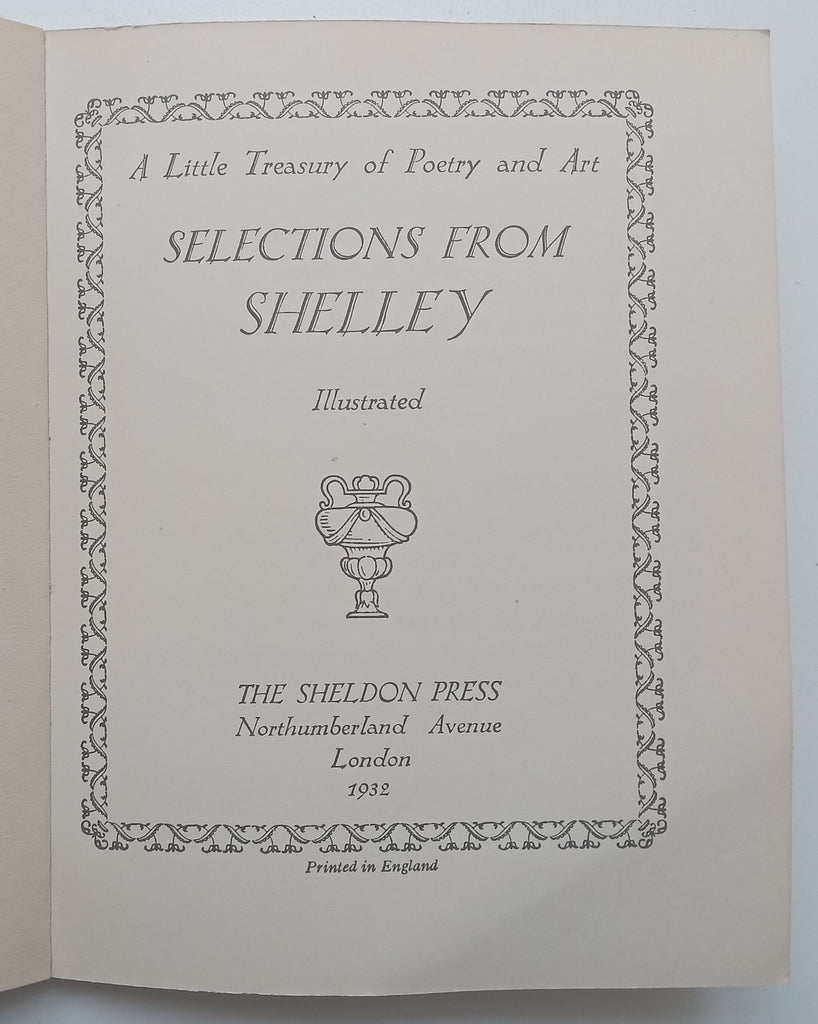 A Little Treasury of Poetry and Art
SELECTIONS FROM
SHELLEY
Illustrated
THE SHELDON PRESS
Northumberland Avenue
London
1932
Printed in England